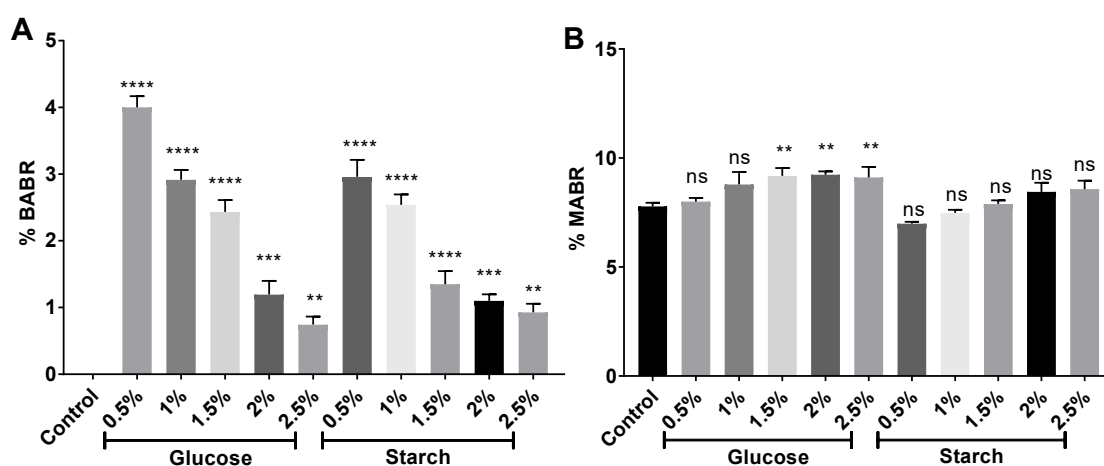 A
% BABR
5
4
3
2
1
0
****
****
****
***
**
****
****
****
***
**
Control
0.5%
1%
1.5%
2%
2.5%
0.5%
1%
1.5%
2%
2.5%
Glucose
Starch
B
% MABR
15
10
5
0
ns
ns
**
**
**
ns
ns
ns
ns
ns
Control
0.5%
1%
1.5%
2%
2.5%
0.5%
1%
1.5%
2%
2.5%
Glucose
Starch